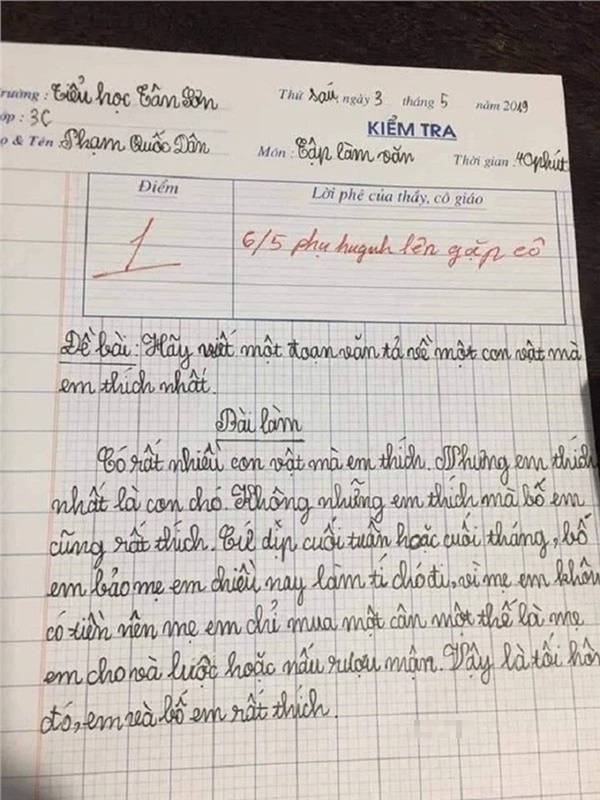 Trường : Tiểu học Tân Sơn
Thứ sáu, ngày 3 tháng 5 năm 2019
Lớp : 3C
KIỂM TRA
Họ & Tên : Phạm Quốc Dân
Môn : Tập làm văn
Thời gian : 40 phút
Điểm
Lời phê của thầy, cô giáo
1
6/5 phụ huynh lên gặp cô
Đề bài : Hãy viết một đoạn văn tả về một con vật mà
em thích nhất.
Bài làm
Có rất nhiều con vật mà em thích. Nhưng em thích
nhất là con chó. Không những em thích mà bố em
cũng rất thích. Cứ dịp cuối tuần hoặc cuối tháng, bố
em bảo mẹ em chiều nay làm tí chó đi, vì mẹ em khôn
có tiền nên mẹ em chỉ mua một cân một thế là mẹ
em cho và luộc hoặc nấu rượu mận. Vậy là tối hôm
đó, em và bố em rất thích.